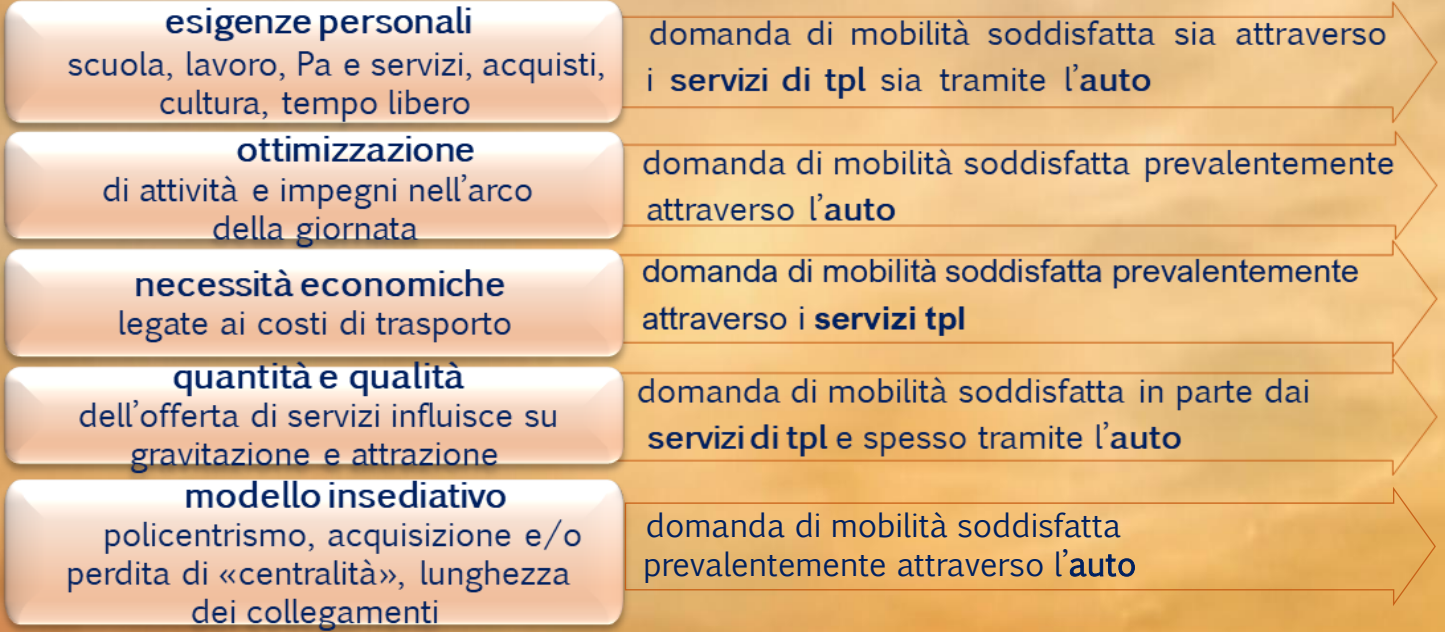 esigenze personali
scuola, lavoro, Pa e servizi, acquisti,
cultura, tempo libero
domanda di mobilità soddisfatta sia attraverso
i servizi di tpl sia tramite l'auto
ottimizzazione
di attività e impegni nell'arco
della giornata
domanda di mobilità soddisfatta prevalentemente
attraverso l'auto
necessità economiche
legate ai costi di trasporto
domanda di mobilità soddisfatta prevalentemente
attraverso i servizi tpl
quantità e qualità
dell'offerta di servizi influisce su
gravitazione e attrazione
domanda di mobilità soddisfatta in parte dai
servizi di tpl e spesso tramite l'auto
modello insediativo
policentrismo, acquisizione e/o
perdita di «centralità», lunghezza
dei collegamenti
domanda di mobilità soddisfatta
prevalentemente attraverso l'auto